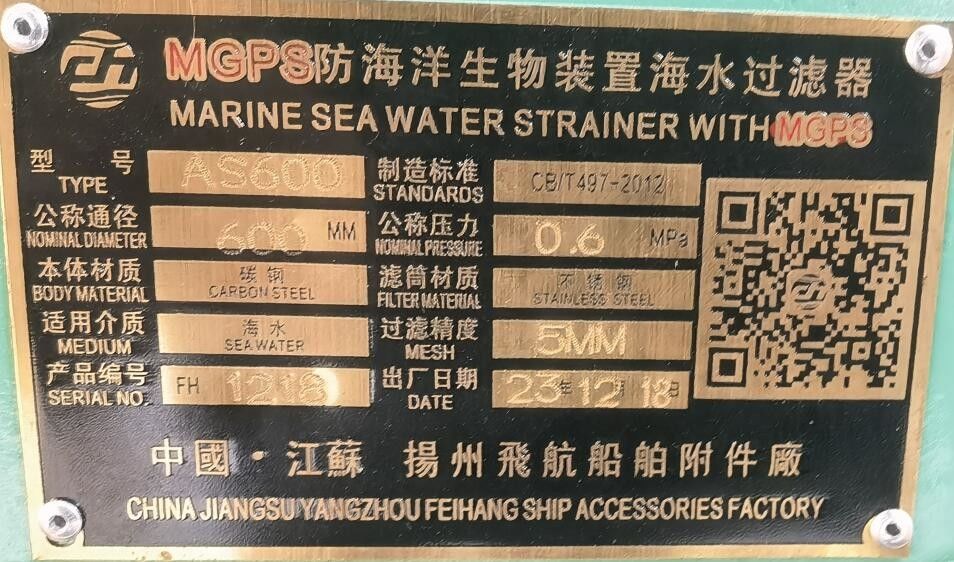 MGPS防海洋生物装置海水过滤器
MARINE SEA WATER STRAINER WITH MGPS
型 号 AS600 制造标准 CB/T497-2012
TYPE STANDARDS
公称通径 600 MM 公称压力 0.6 MPa
NOMINAL DIAMETER NOMINAL PRESSURE
本体材质 碳钢 滤筒材质 不锈钢
BODY MATERIAL CARBON STEEL FILTER MATERIAL STAINLESS STEEL
适用介质 海水 过滤精度 5MM
MEDIUM SEA WATER MESH
产品编号 FH 1218 出厂日期 23年12月18日
SERIAL NO. DATE
中國·江蘇 揚州飛航船舶附件廠
CHINA JIANGSU YANGZHOU FEIHANG SHIP ACCESSORIES FACTORY